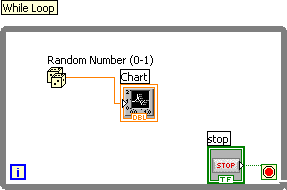 While Loop
Random Number (0-1)
Chart
DBL
stop
STOP
TF
i